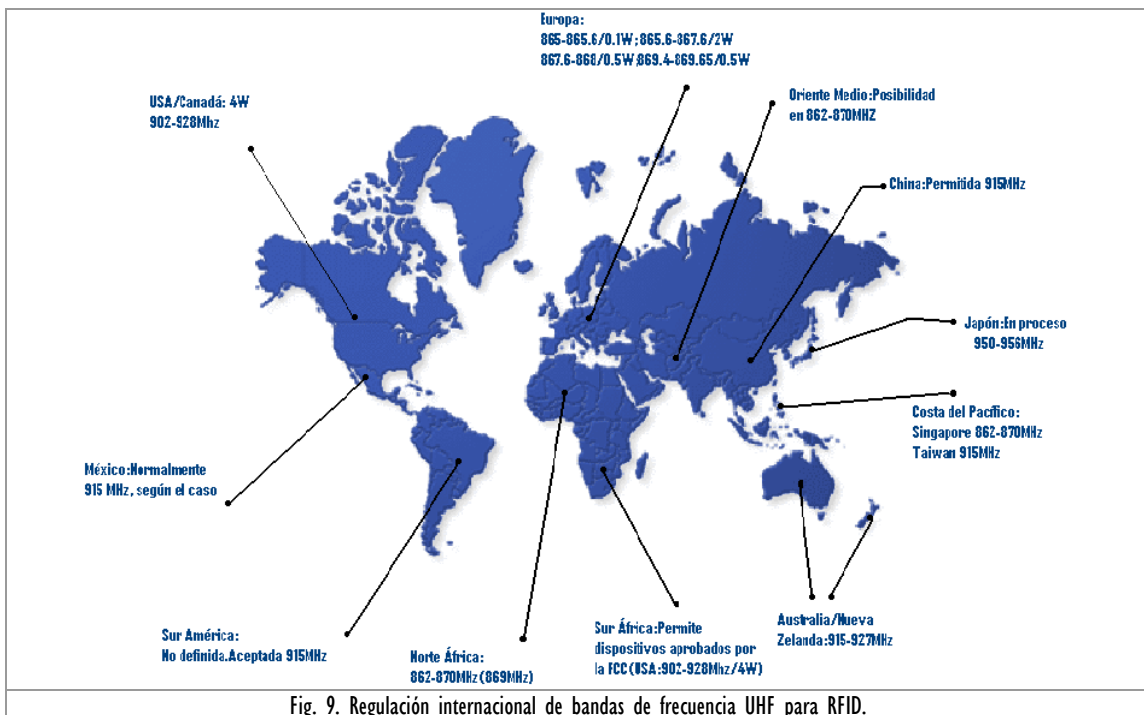 Europa:
865-865.6/0.1W;865.6-867.6/2W
867.6-868/0.5W;869.4-869.65/0.5W
USA/Canadá: 4W
902-928Mhz
Oriente Medio:Posibilidad
en 862-870MHZ
China:Permitida 915MHz
Japón:En proceso
950-956MHz
Costa del Pacífico:
Singapore 862-870MHz
Taiwan 915MHz
México:Normalmente
915 MHz, según el caso
Sur América:
No definida.Aceptada 915MHz
Norte África:
862-870MHz(869MHz)
Sur África:Permite
dispositivos aprobados por
la FCC(USA:902-928Mhz/4W)
Australia/Nueva
Zelanda:915-927MHz
Fig. 9. Regulación internacional de bandas de frecuencia UHF para RFID.